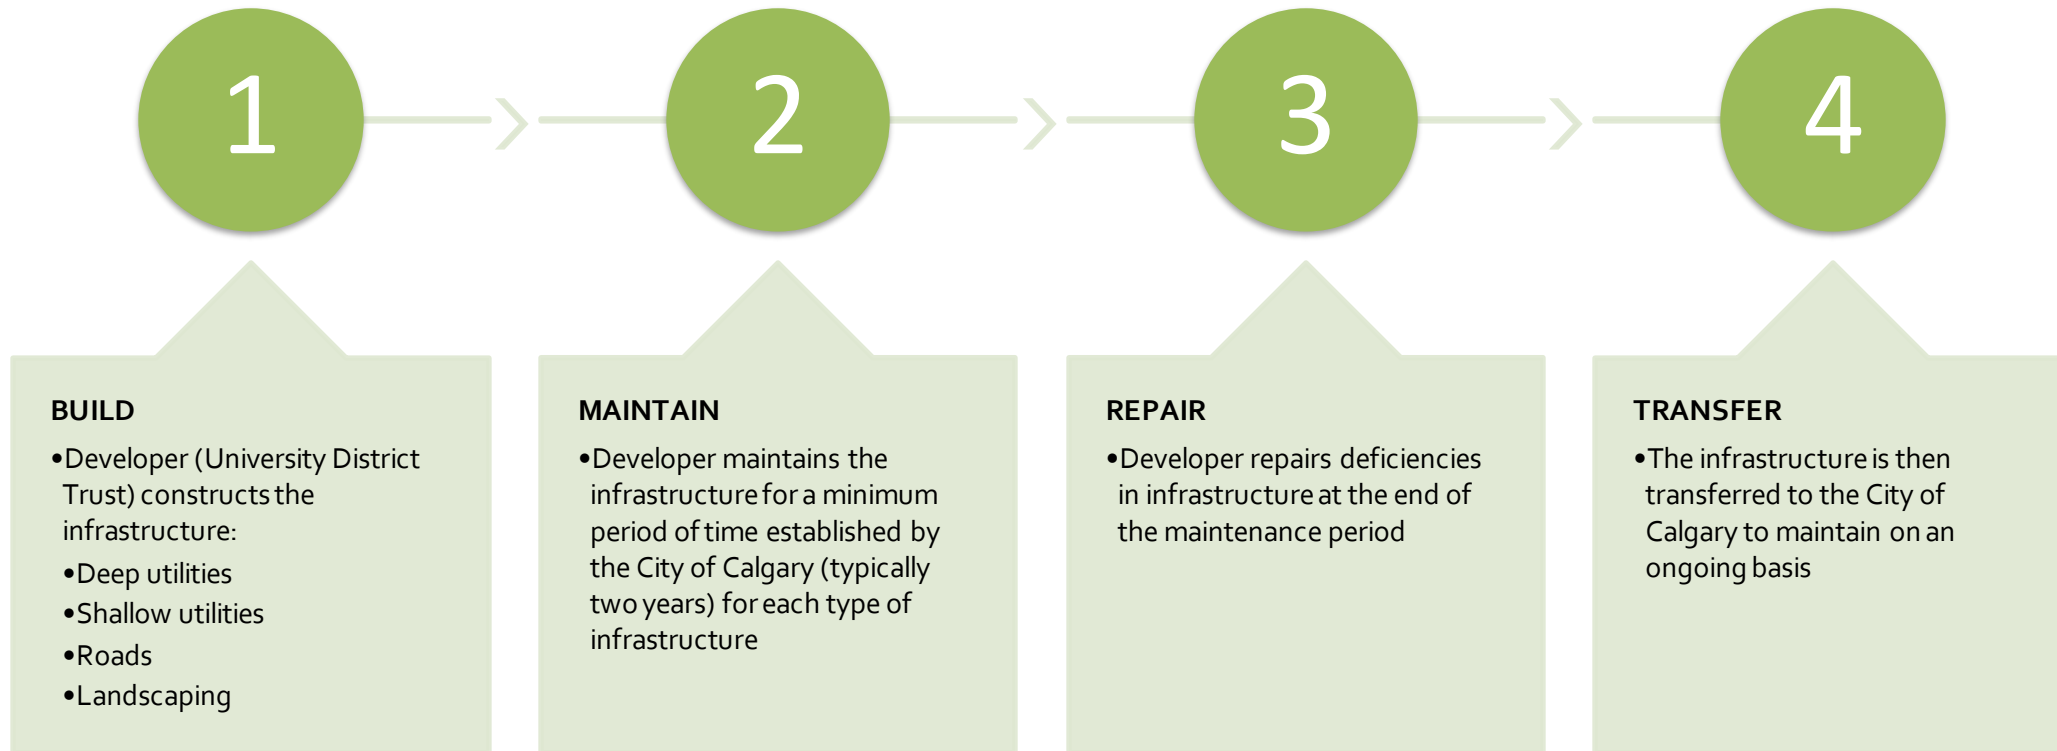 1
2
3
4
BUILD
•Developer (University District
Trust) constructs the
infrastructure:
•Deep utilities
•Shallow utilities
•Roads
•Landscaping
MAINTAIN
•Developer maintains the
infrastructure for a minimum
period of time established by
the City of Calgary (typically
two years) for each type of
infrastructure
REPAIR
•Developer repairs deficiencies
in infrastructure at the end of
the maintenance period
TRANSFER
•The infrastructure is then
transferred to the City of
Calgary to maintain on an
ongoing basis